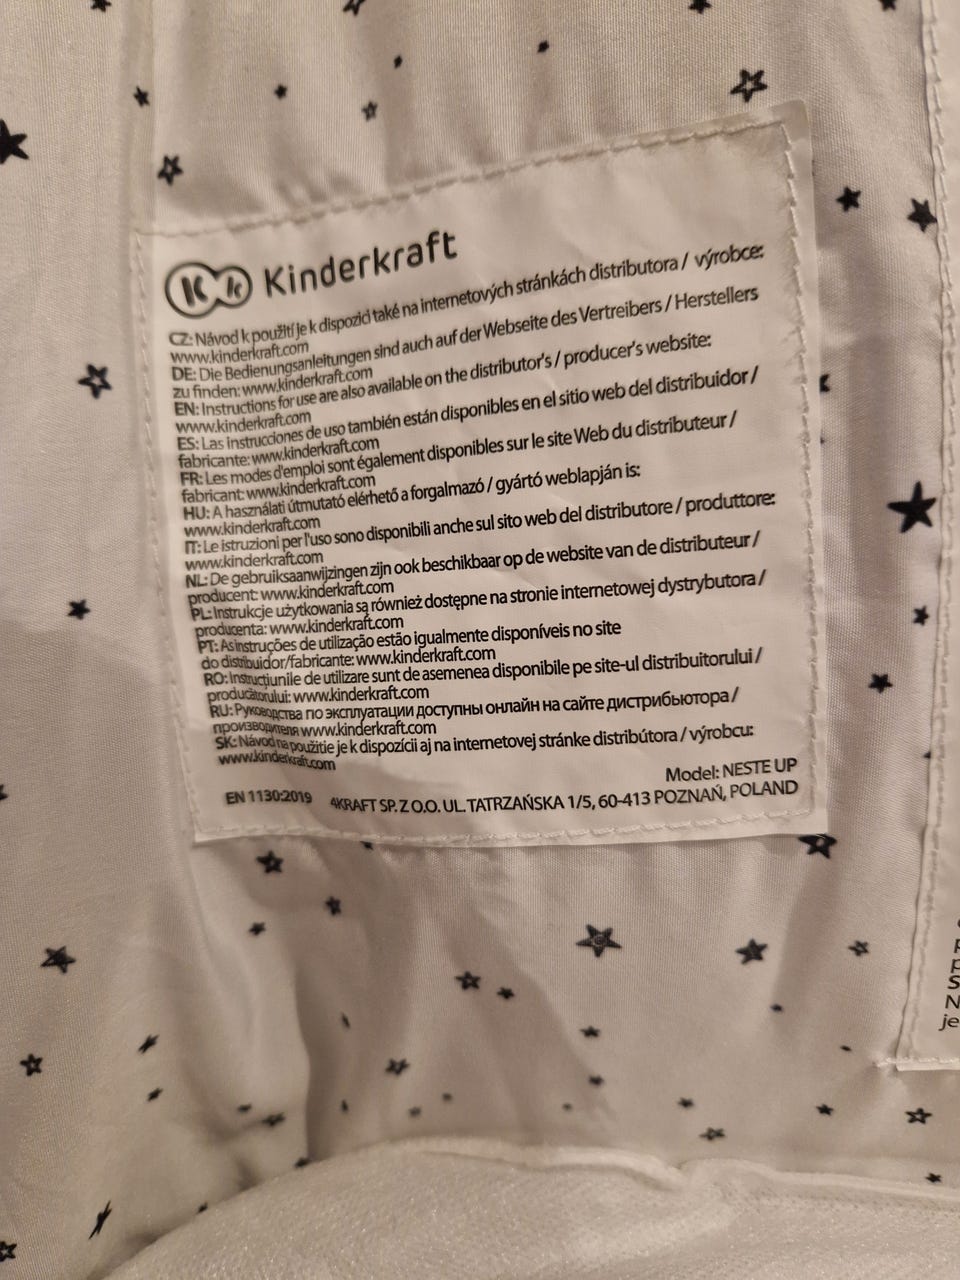 Kk Kinderkraft
CZ: Návod k použití je k dispozici také na internetových stránkách distributora / výrobce:
www.kinderkraft.com
DE: Die Bedienungsanleitungen sind auch auf der Webseite des Vertreibers / Herstellers
zu finden: www.kinderkraft.com
EN: Instructions for use are also available on the distributor's / producer's website:
www.kinderkraft.com
ES: Las instrucciones de uso también están disponibles en el sitio web del distribuidor /
fabricante: www.kinderkraft.com
FR: Les modes d'emploi sont également disponibles sur le site Web du distributeur /
fabricant: www.kinderkraft.com
HU: A használati útmutató elérhető a forgalmazó / gyártó weblapján is:
www.kinderkraft.com
IT: Le istruzioni per l'uso sono disponibili anche sul sito web del distributore / produttore:
www.kinderkraft.com
NL: De gebruiksaanwijzingen zijn ook beschikbaar op de website van de distributeur /
producent: www.kinderkraft.com
PL: Instrukcje użytkowania są również dostępne na stronie internetowej dystrybutora /
producenta: www.kinderkraft.com
PT: As instruções de utilização estão igualmente disponíveis no site
do distribuidor/fabricante: www.kinderkraft.com
RO: Instrucțiunile de utilizare sunt de asemenea disponibile pe site-ul distribuitorului /
producătorului: www.kinderkraft.com
RU: Руководства по эксплуатации доступны онлайн на сайте дистрибьютора /
производителя www.kinderkraft.com
SK: Návod na použitie je k dispozícii aj na internetovej stránke distribútora / výrobcu:
www.kinderkraft.com
Model: NESTE UP
EN 1130:2019 4KRAFT SP. Z O.O. UL. TATRZAŃSKA 1/5, 60-413 POZNAŃ, POLAND